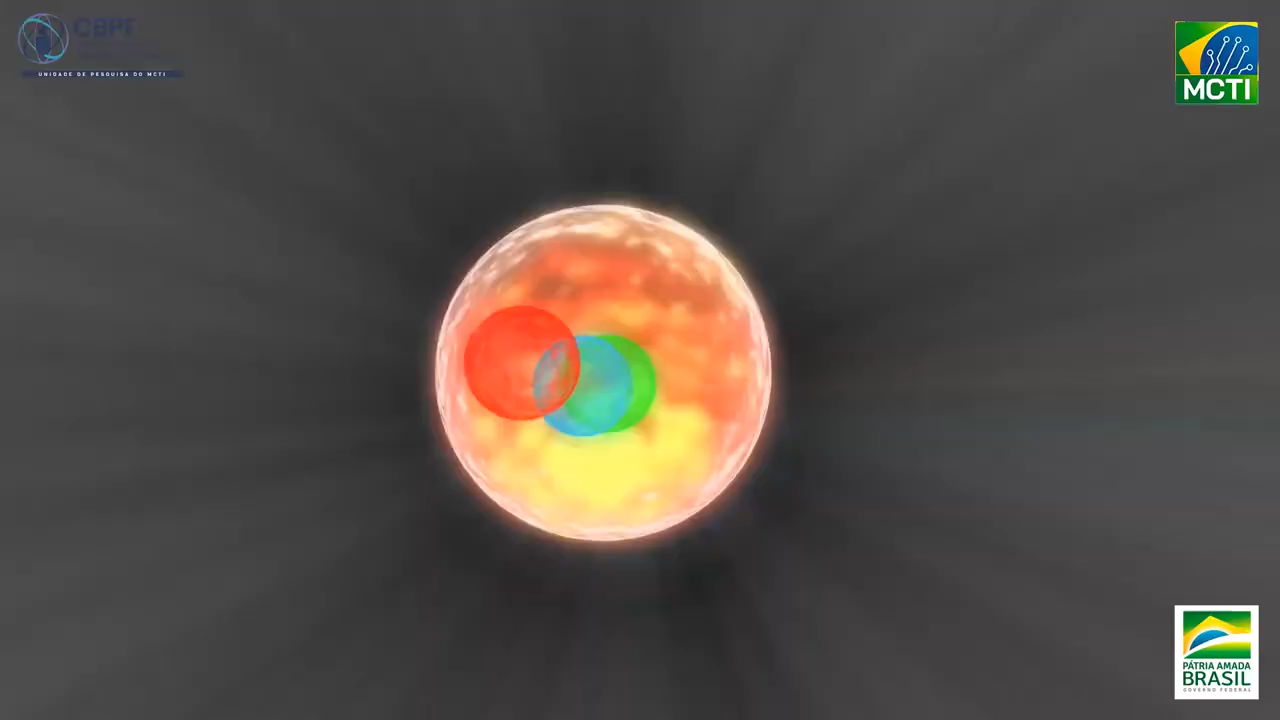 CBPF
UNIDADE DE PESQUISA DO MCTI
MCTI
PÁTRIA AMADA
BRASIL
GOVERNO FEDERAL